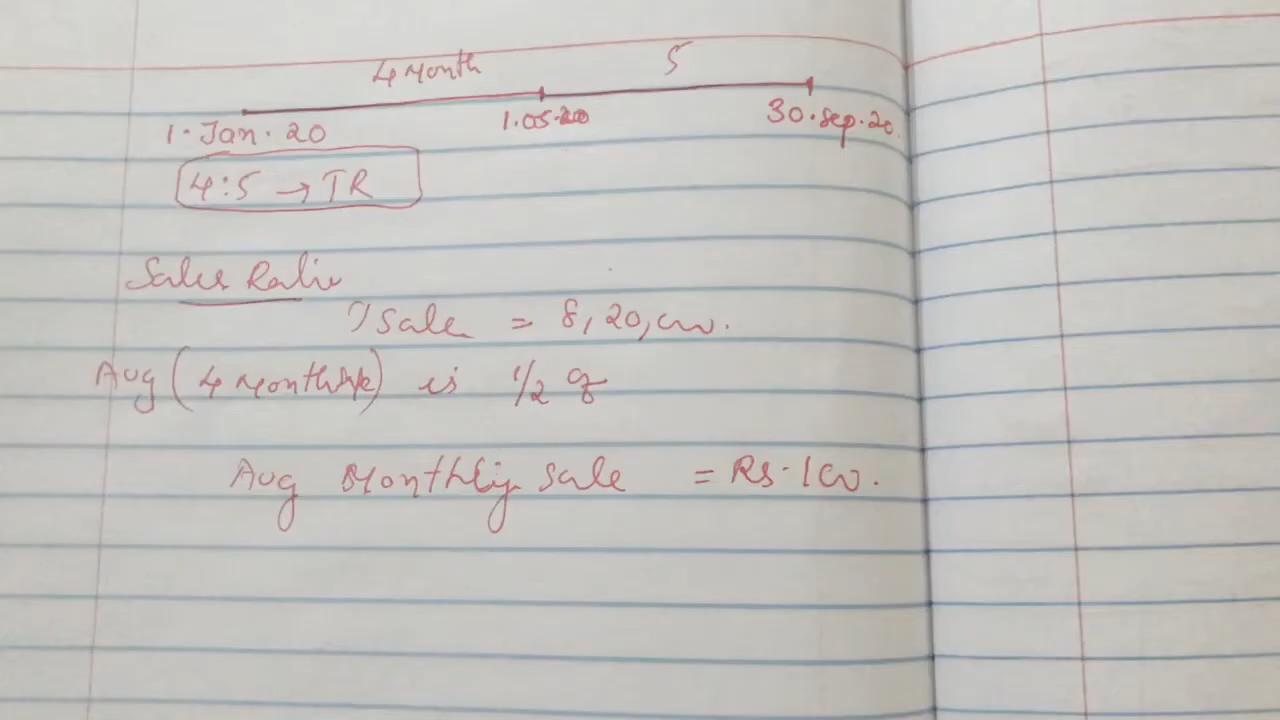 4 Month 5
1. Jan. 20 1.05.20 30. Sep. 20.
4:5 → TR
Sales Ratio
Sale = 8,20,000.
Avg (4 Months) is 1/2 of
Avg Monthly Sale = Rs. 100.